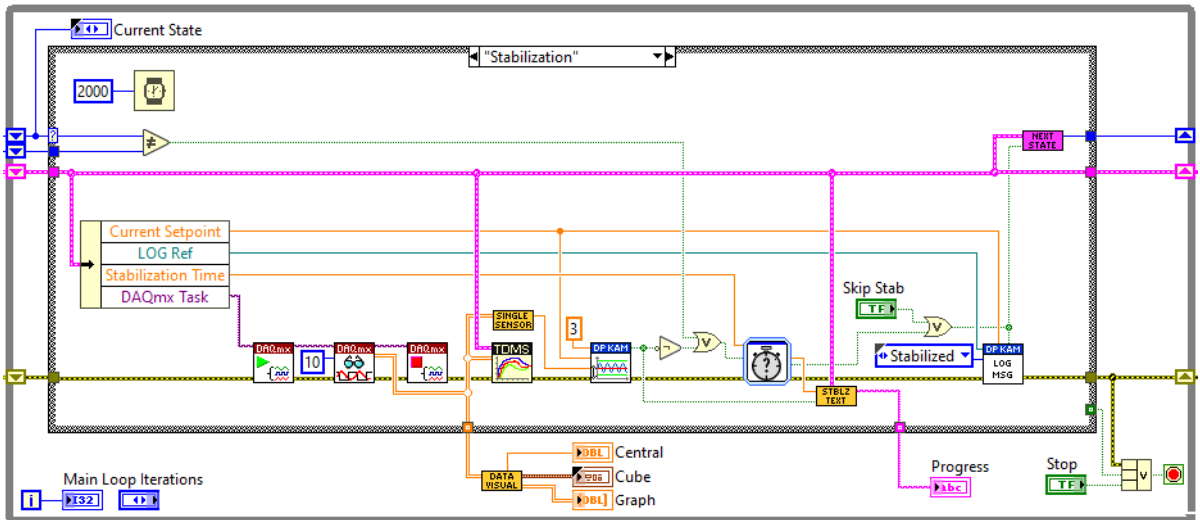 Current State
"Stabilization"
2000
?
≠
NEXT
STATE
Current Setpoint
LOG Ref
Stabilization Time
DAQmx Task
Skip Stab
TF
V
SINGLE
SENSOR
3
DAQmx
10
DAQmx
DAQmx
TDMS
DP KAM
V
?
Stabilized
DP KAM
LOG
MSG
STBLZ
TEXT
DBL
Central
Main Loop Iterations
i
I32
DATA
VISUAL
Cube
DBL
Graph
Progress
abc
Stop
TF
V